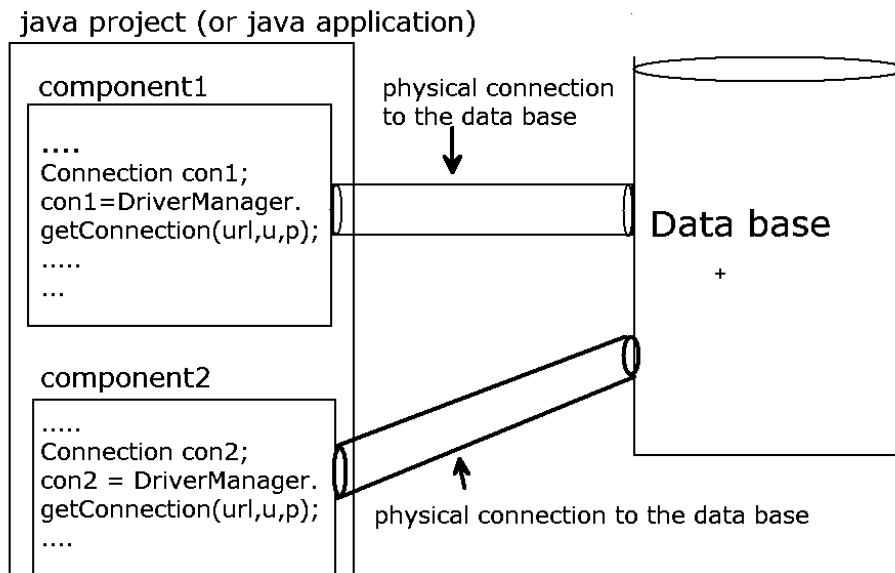 java project (or java application)
component1
....
Connection con1;
con1=DriverManager.
getConnection(url,u,p);
.....
...
physical connection
to the data base
Data base
+
component2
.....
Connection con2;
con2 = DriverManager.
getConnection(url,u,p);
....
physical connection to the data base